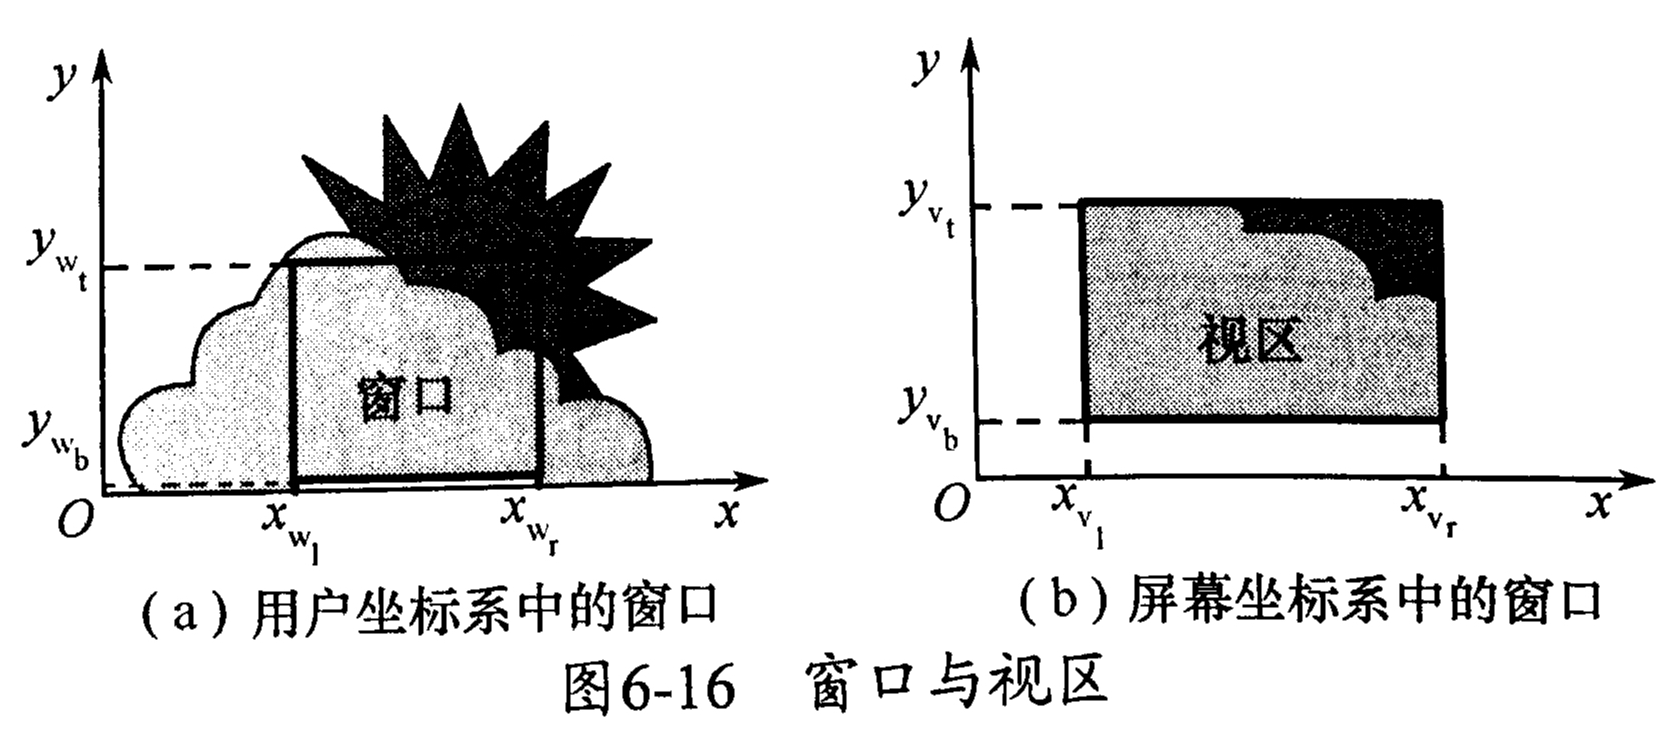 y
y_{w_t}
窗口
y_{w_b}
O
x_{w_l}
x_{w_r}
x
(a)用户坐标系中的窗口
y
y_{v_t}
视区
y_{v_b}
O
x_{v_l}
x_{v_r}
x
(b)屏幕坐标系中的窗口
图6-16 窗口与视区